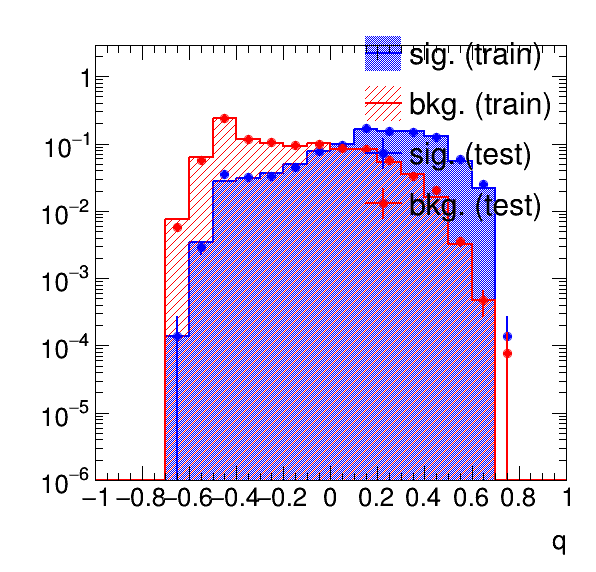 sig. (train)
bkg. (train)
sig. (test)
bkg. (test)
1
10⁻¹
10⁻²
10⁻³
10⁻⁴
10⁻⁵
10⁻⁶
−1 −0.8 −0.6 −0.4 −0.2 0 0.2 0.4 0.6 0.8 1
q